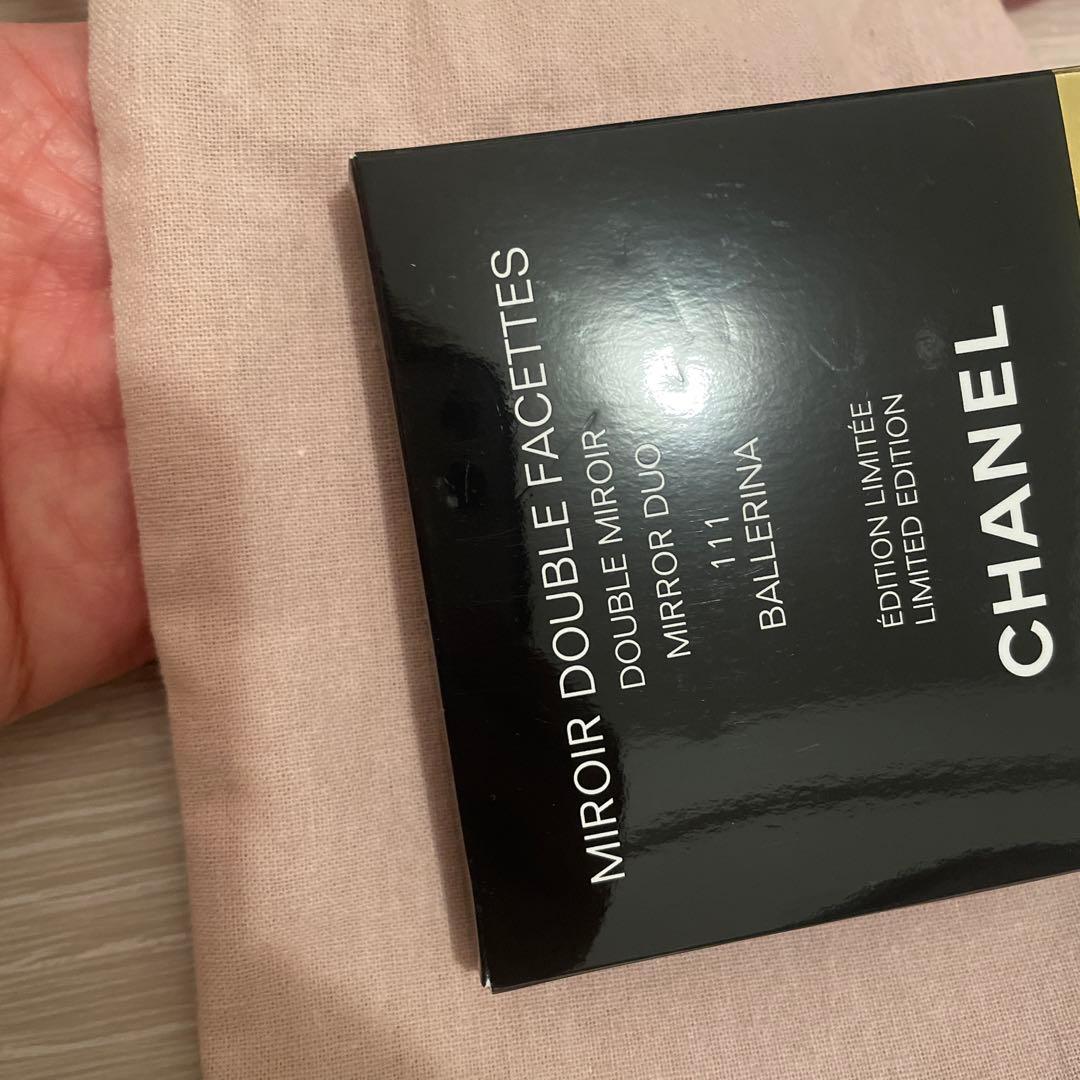 MIROIR DOUBLE FACETTES
DOUBLE MIROIR
MIRROR DUO
111
BALLERINA
ÉDITION LIMITÉE
LIMITED EDITION
CHANEL